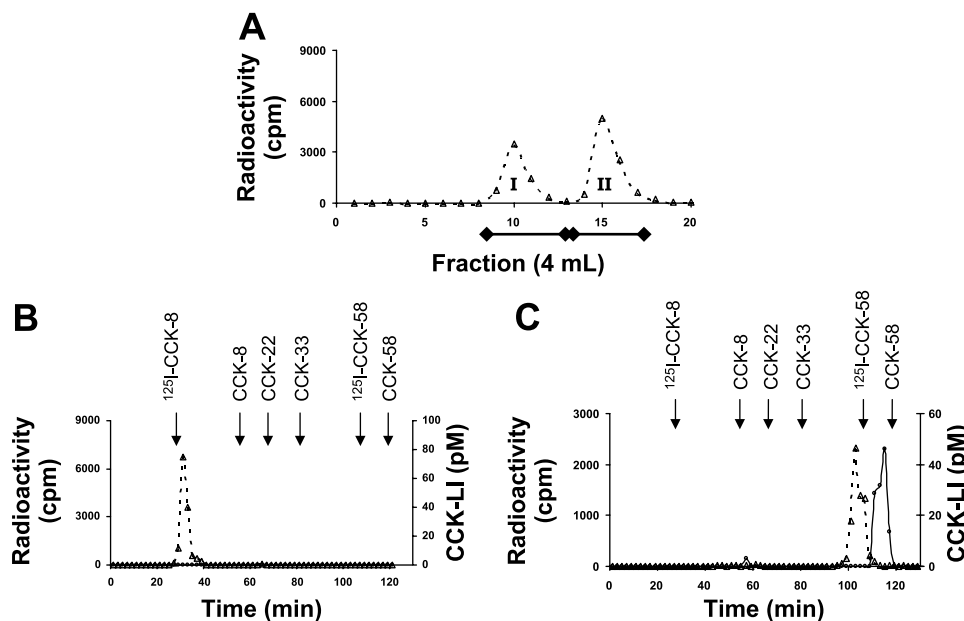 A
Radioactivity
(cpm)
9000
6000
3000
0
I
II
0
5
10
15
20
Fraction (4 mL)
B
¹²⁵I-CCK-8
CCK-8
CCK-22
CCK-33
¹²⁵I-CCK-58
CCK-58
Radioactivity
(cpm)
9000
6000
3000
0
100
80
60
40
20
0
CCK-LI (pM)
0
20
40
60
80
100
120
Time (min)
C
¹²⁵I-CCK-8
CCK-8
CCK-22
CCK-33
¹²⁵I-CCK-58
CCK-58
Radioactivity
(cpm)
3000
2000
1000
0
60
40
20
0
CCK-LI (pM)
0
20
40
60
80
100
120
Time (min)